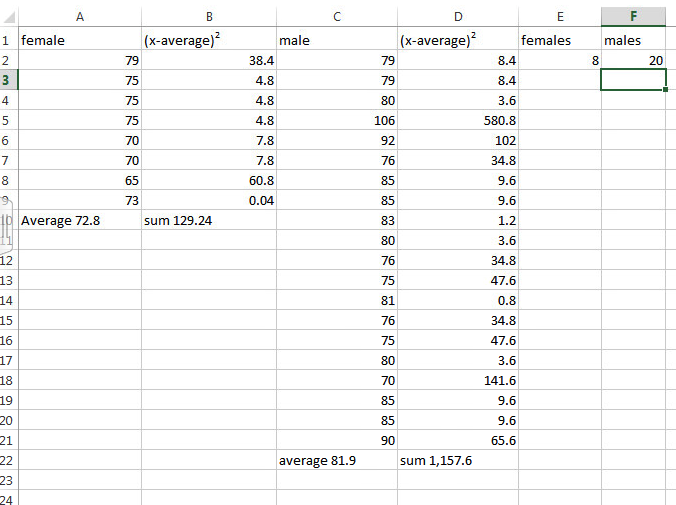 A B C D E F
1 female (x-average)² male (x-average)² females males
2 79 38.4 79 8.4 8 20
3 75 4.8 79 8.4
4 75 4.8 80 3.6
5 75 4.8 106 580.8
6 70 7.8 92 102
7 70 7.8 76 34.8
8 65 60.8 85 9.6
9 73 0.04 85 9.6
10 Average 72.8 sum 129.24 83 1.2
11 80 3.6
12 76 34.8
13 75 47.6
14 81 0.8
15 76 34.8
16 75 47.6
17 80 3.6
18 70 141.6
19 85 9.6
20 85 9.6
21 90 65.6
22 average 81.9 sum 1,157.6
23
24